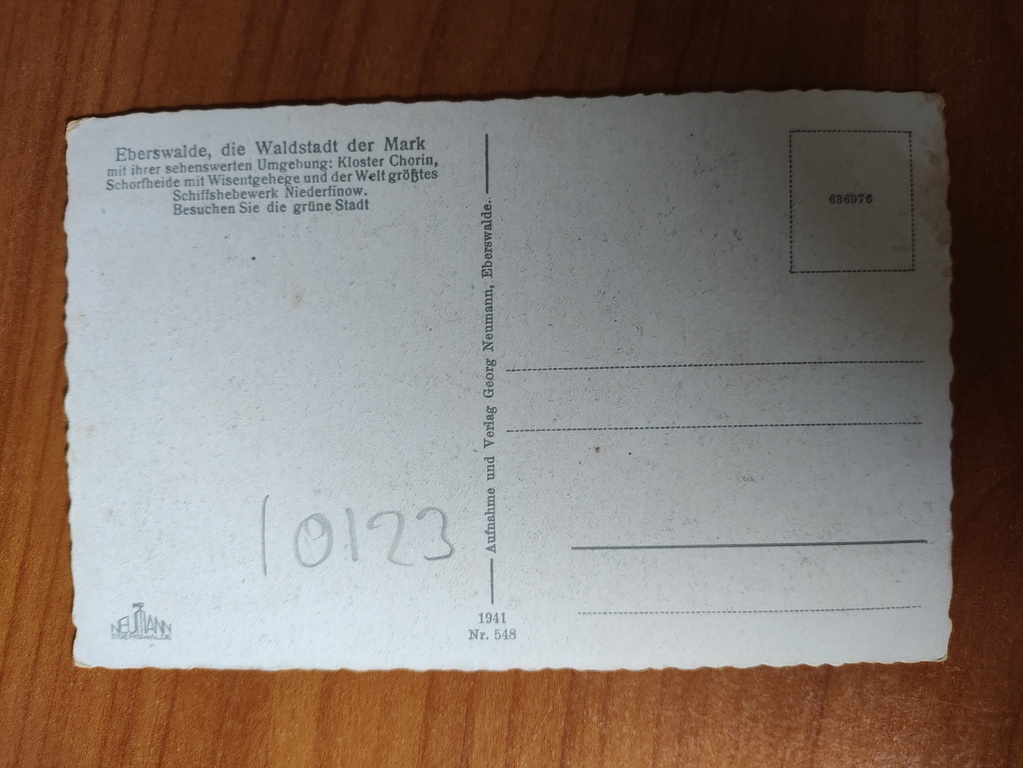 Eberswalde, die Waldstadt der Mark
mit ihrer sehenswerten Umgebung: Kloster Chorin,
Schorfheide mit Wisentgehege und der Welt größtes
Schiffshebewerk Niederfinow.
Besuchen Sie die grüne Stadt
10123
NEUMANN
EBERSWALDE
Aufnahme und Verlag Georg Neumann, Eberswalde.
1941
Nr. 548
636976